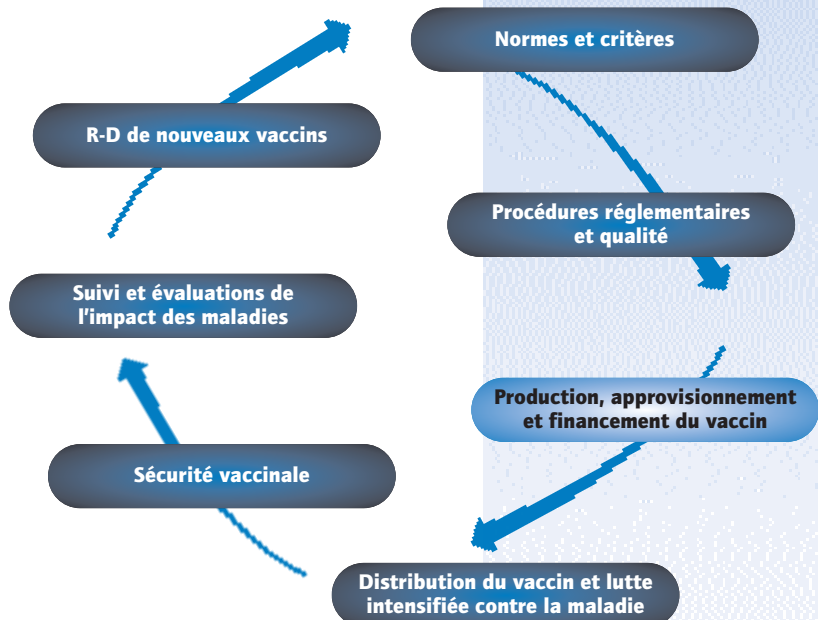 Normes et critères
R-D de nouveaux vaccins
Procédures réglementaires
et qualité
Suivi et évaluations de
l'impact des maladies
Production, approvisionnement
et financement du vaccin
Sécurité vaccinale
Distribution du vaccin et lutte
intensifiée contre la maladie